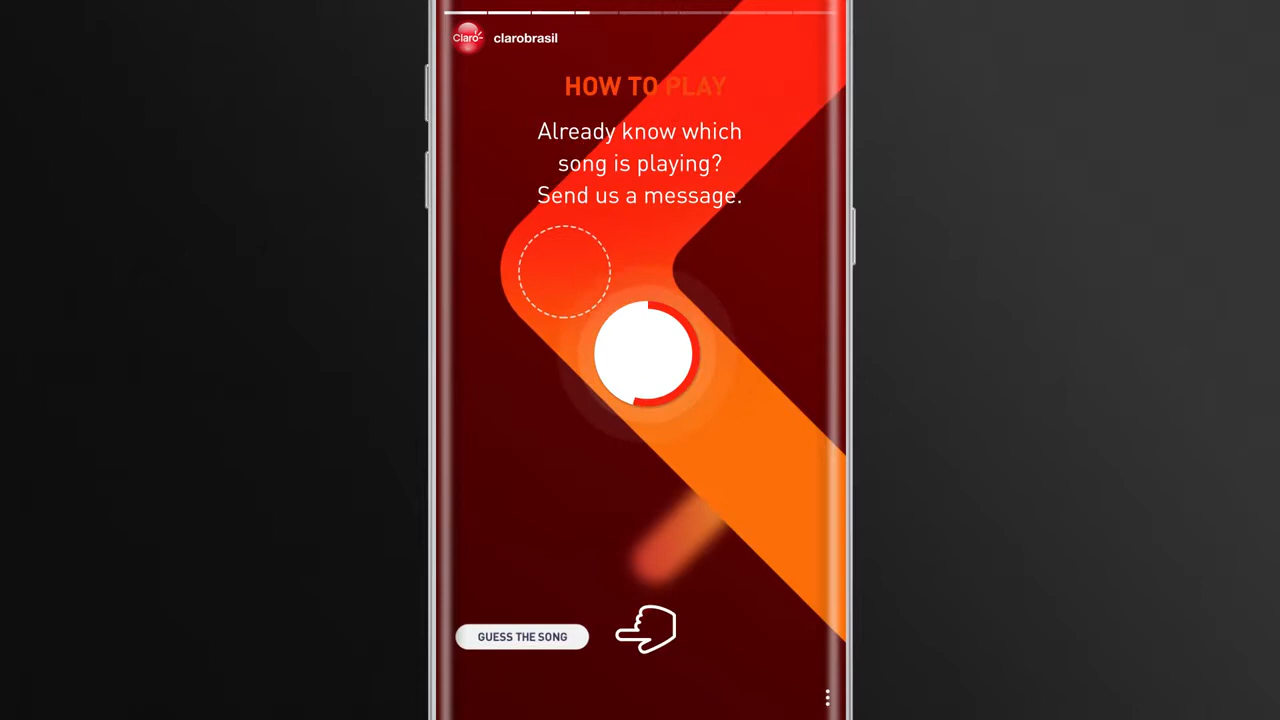 Claro
clarobrasil
HOW TO PLAY
Already know which
song is playing?
Send us a message.
GUESS THE SONG